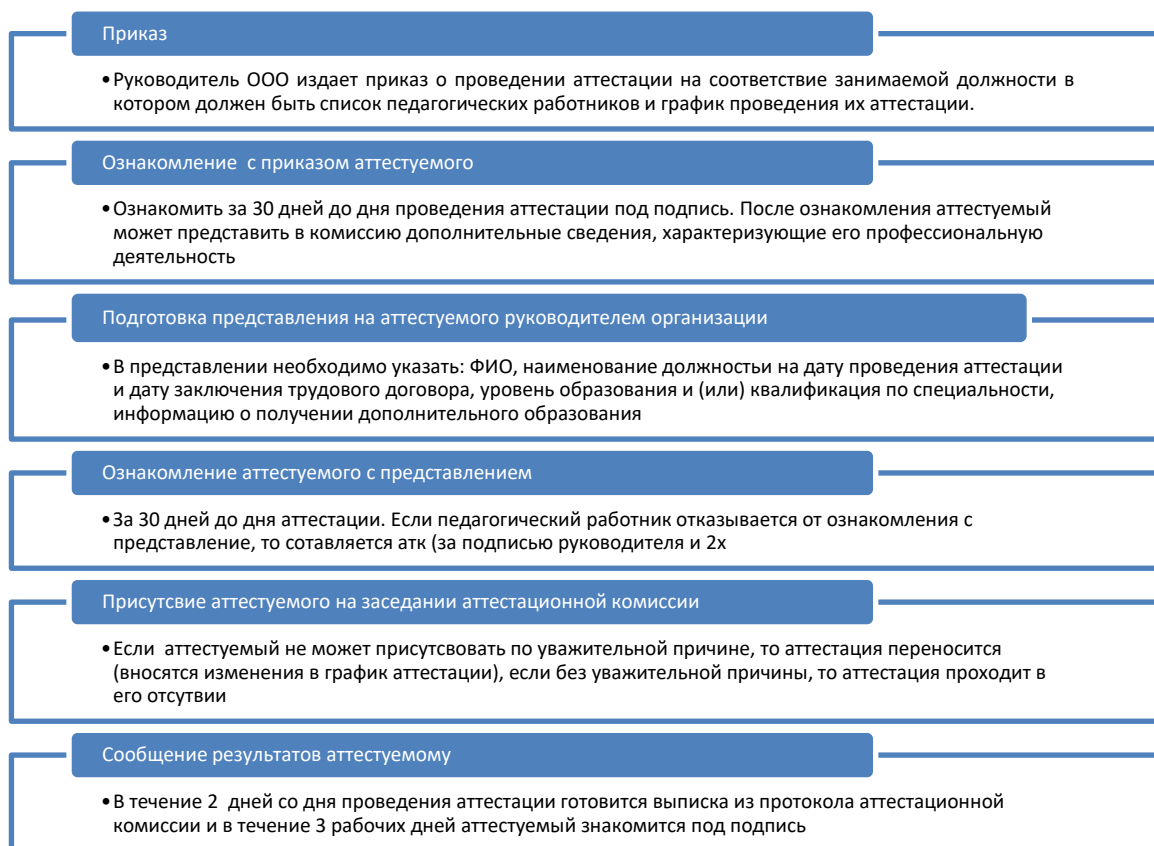 Приказ
•Руководитель ООО издает приказ о проведении аттестации на соответствие занимаемой должности в
котором должен быть список педагогических работников и график проведения их аттестации.
Ознакомление с приказом аттестуемого
•Ознакомить за 30 дней до дня проведения аттестации под подпись. После ознакомления аттестуемый
может представить в комиссию дополнительные сведения, характеризующие его профессиональную
деятельность
Подготовка представления на аттестуемого руководителем организации
•В представлении необходимо указать: ФИО, наименование должностьи на дату проведения аттестации
и дату заключения трудового договора, уровень образования и (или) квалификация по специальности,
информацию о получении дополнительного образования
Ознакомление аттестуемого с представлением
•За 30 дней до дня аттестации. Если педагогический работник отказывается от ознакомления с
представление, то сотавляется атк (за подписью руководителя и 2х
Присутсвие аттестуемого на заседании аттестационной комиссии
•Если аттестуемый не может присутсвовать по уважительной причине, то аттестация переносится
(вносятся изменения в график аттестации), если без уважительной причины, то аттестация проходит в
его отсутвии
Сообщение результатов аттестуемому
•В течение 2 дней со дня проведения аттестации готовится выписка из протокола аттестационной
комиссии и в течение 3 рабочих дней аттестуемый знакомится под подпись